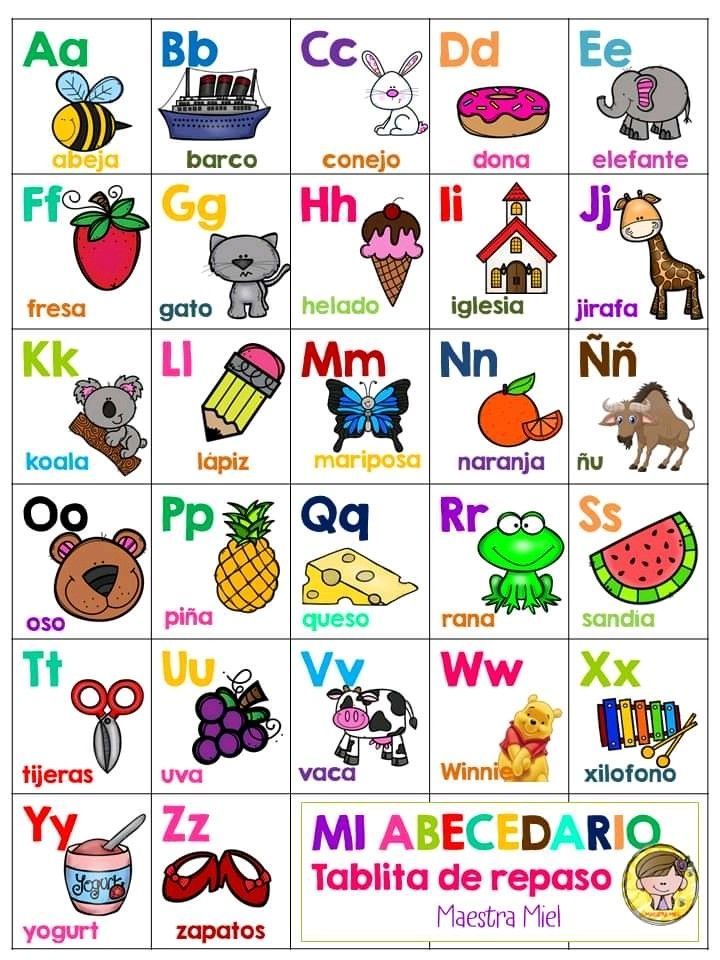 Aa
abeja
Bb
barco
Cc
conejo
Dd
dona
Ee
elefante
Ff
fresa
Gg
gato
Hh
helado
Ii
iglesia
Jj
jirafa
Kk
koala
Ll
lápiz
Mm
mariposa
Nn
naranja
Ññ
ñu
Oo
oso
Pp
piña
Qq
queso
Rr
rana
Ss
sandía
Tt
tijeras
Uu
uva
Vv
vaca
Ww
Winnie
Xx
xilofono
Yy
Yogurt
yogurt
Zz
zapatos
MI ABECEDARIO
Tablita de repaso
Maestra Miel